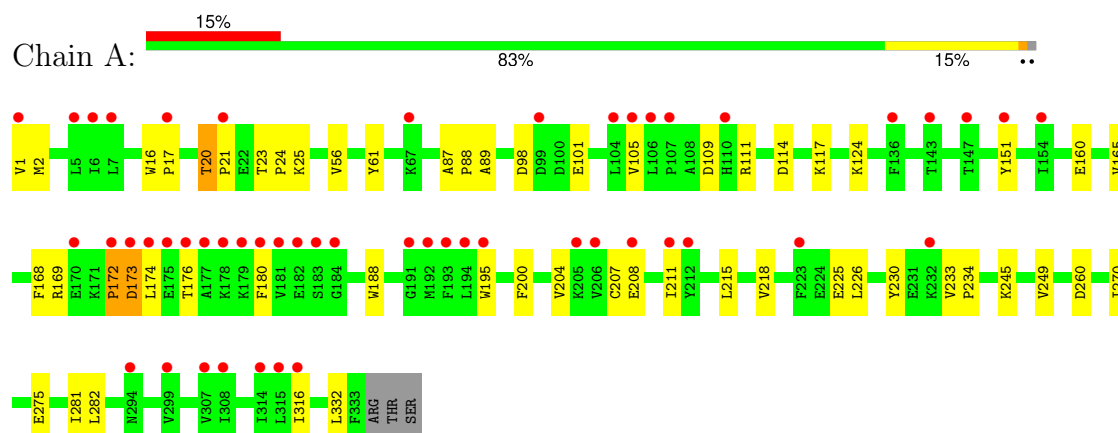 15%
Chain A:
83% 15% ••
V1 M2 L5 I6 L7 W16 P17 T20 P21 E22 T23 P24 K25 V56 Y61 K67 A87 P88 A89 D98 D99 D100 E101 L104 V105 L106 P107 A108 D109 H110 R111 D114 K117 K124 F136 T143 T147 Y151 I154 E160 V165
F168 R169 E170 K171 P172 D173 L174 E175 T176 A177 K178 K179 F180 V181 E182 S183 G184 W188 G191 M192 F193 L194 W195 F200 V204 K205 V206 C207 E208 I211 Y212 L215 V218 F223 E224 E225 L226 Y230 E231 K232 V233 P234 K245 V249 D260
E275 I281 L282 N294 V299 V307 I308 I314 L315 I316 L332 F333 ARG THR SER